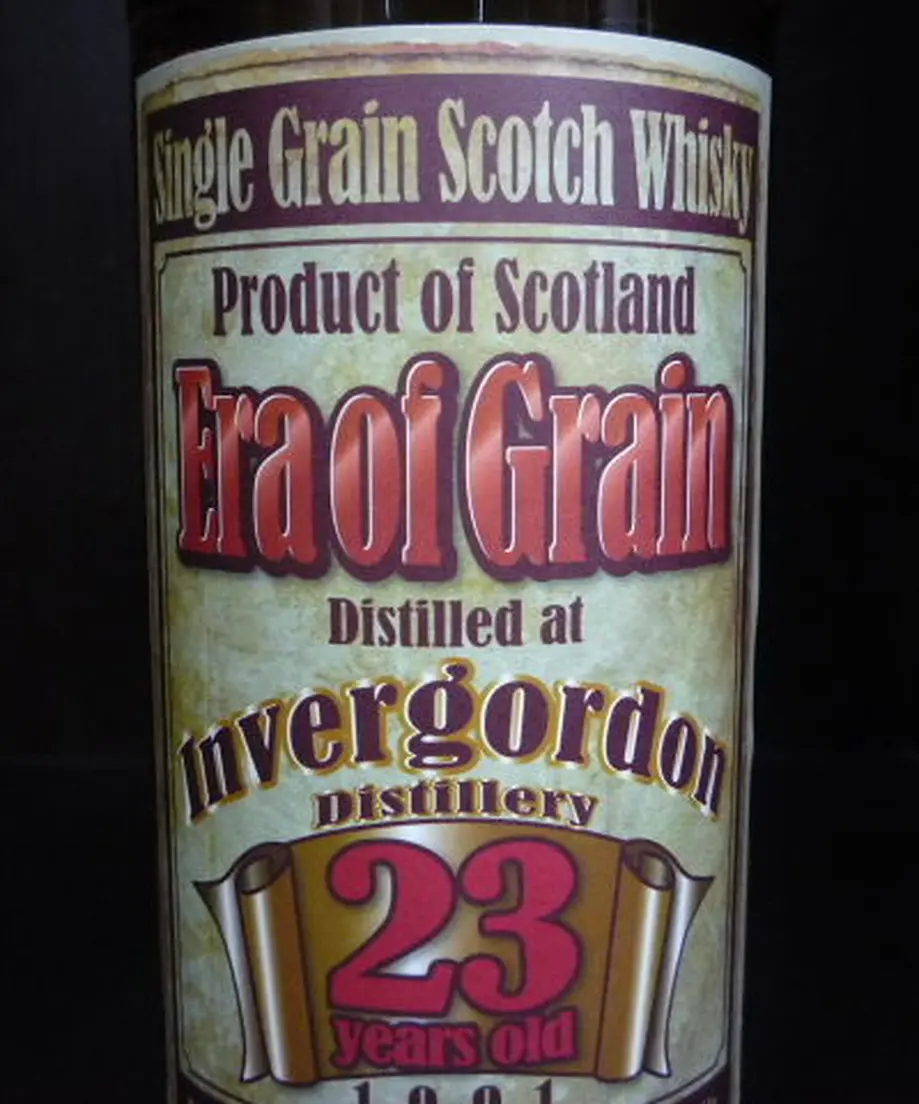 Single Grain Scotch Whisky
Product of Scotland
Era of Grain
Distilled at
Invergordon
Distillery
23
years old